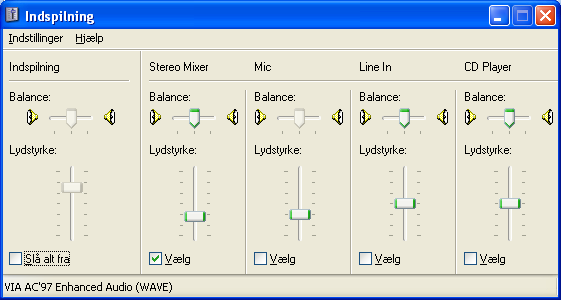 Indspilning
Indstillinger Hjælp
Indspilning Stereo Mixer Mic Line In CD Player
Balance: Balance: Balance: Balance: Balance:
Lydstyrke: Lydstyrke: Lydstyrke: Lydstyrke: Lydstyrke:
Slå alt fra Vælg Vælg Vælg Vælg
VIA AC'97 Enhanced Audio (WAVE)